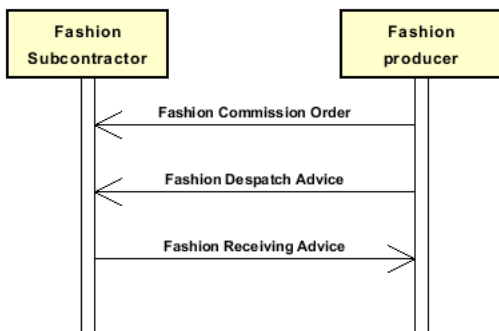 Fashion
Subcontractor
Fashion
producer
Fashion Commission Order
Fashion Despatch Advice
Fashion Receiving Advice